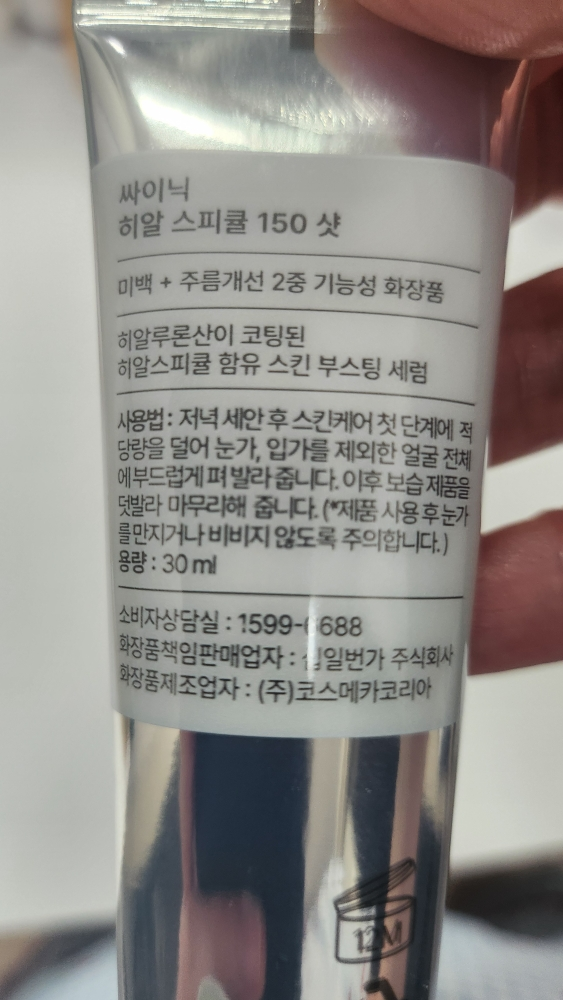 싸이닉
히알 스피큘 150 샷
미백 + 주름개선 2중 기능성 화장품
히알루론산이 코팅된
히알스피큘 함유 스킨 부스팅 세럼
사용법 : 저녁 세안 후 스킨케어 첫 단계에 적
당량을 덜어 눈가, 입가를 제외한 얼굴 전체
에 부드럽게 펴 발라 줍니다. 이후 보습 제품을
덧발라 마무리해 줍니다. (*제품 사용 후 눈가
를 만지거나 비비지 않도록 주의합니다.)
용량 : 30 ml
소비자상담실 : 1599-6688
화장품책임판매업자 : 십일번가 주식회사
화장품제조업자 : (주)코스메카코리아
12M